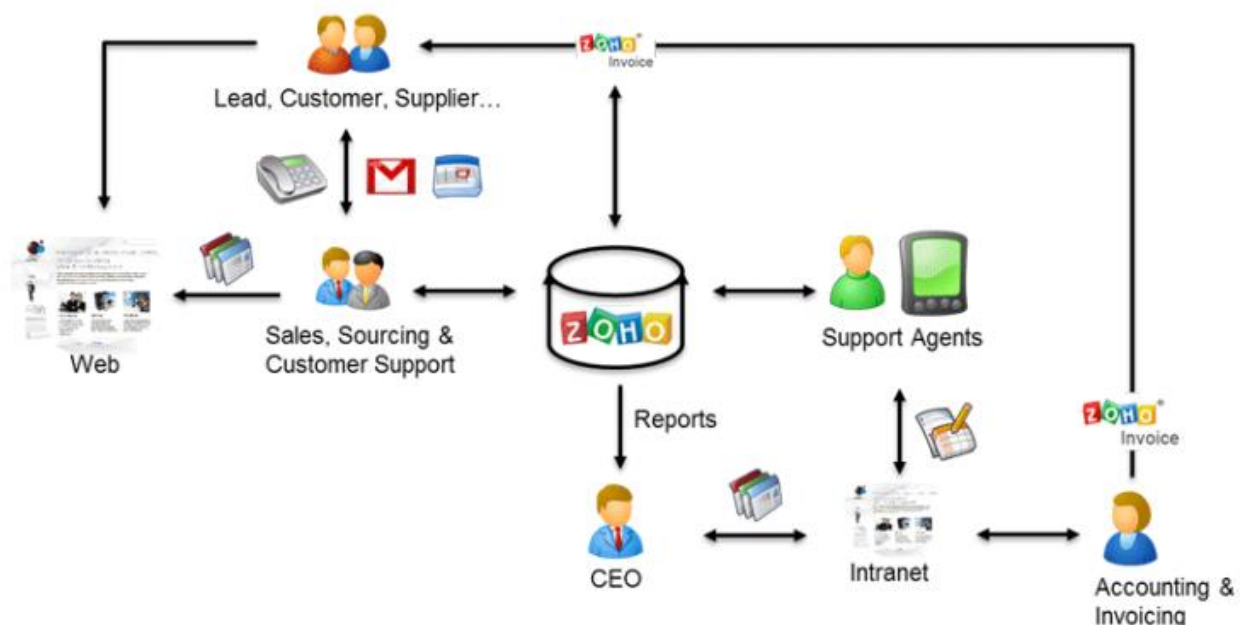 ZOHO®
Invoice
Lead, Customer, Supplier…
Web
Sales, Sourcing &
Customer Support
ZOHO
Support Agents
Reports
ZOHO®
Invoice
CEO
Intranet
Accounting &
Invoicing